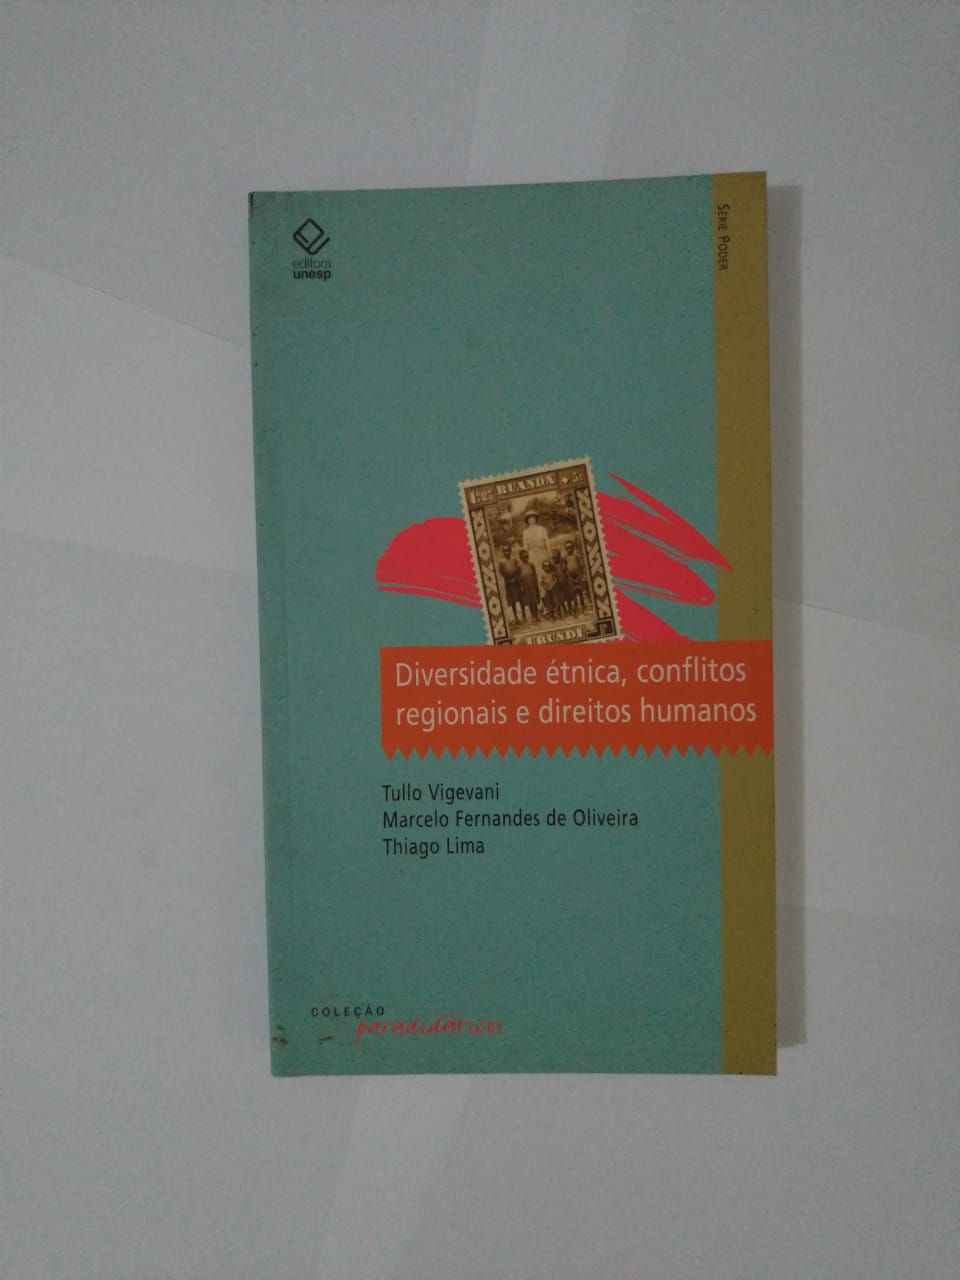 editora
unesp
SÉRIE PODER
RUANDA
URUNDI
Diversidade étnica, conflitos
regionais e direitos humanos
Tullo Vigevani
Marcelo Fernandes de Oliveira
Thiago Lima
COLEÇÃO
paradidáticos